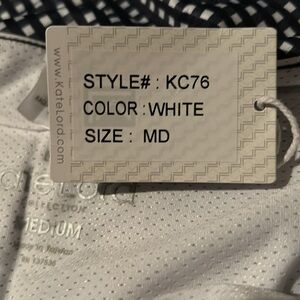 www.KateLord.com
STYLE# : KC76
COLOR : WHITE
SIZE : MD
MEDIUM